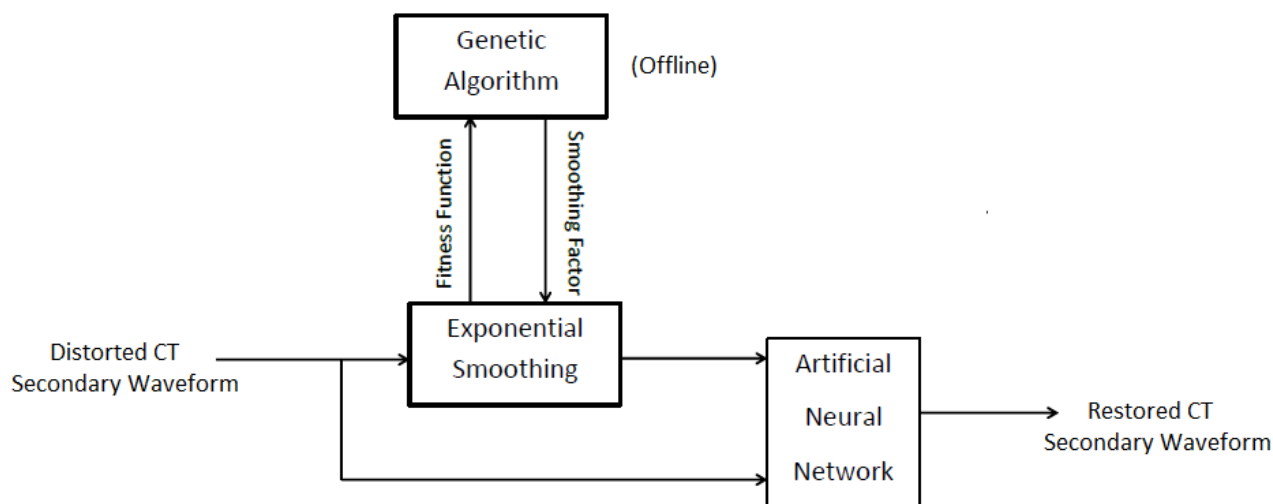 Genetic
Algorithm
(Offline)
Fitness Function
Smoothing Factor
Distorted CT
Secondary Waveform
Exponential
Smoothing
Artificial
Neural
Network
Restored CT
Secondary Waveform